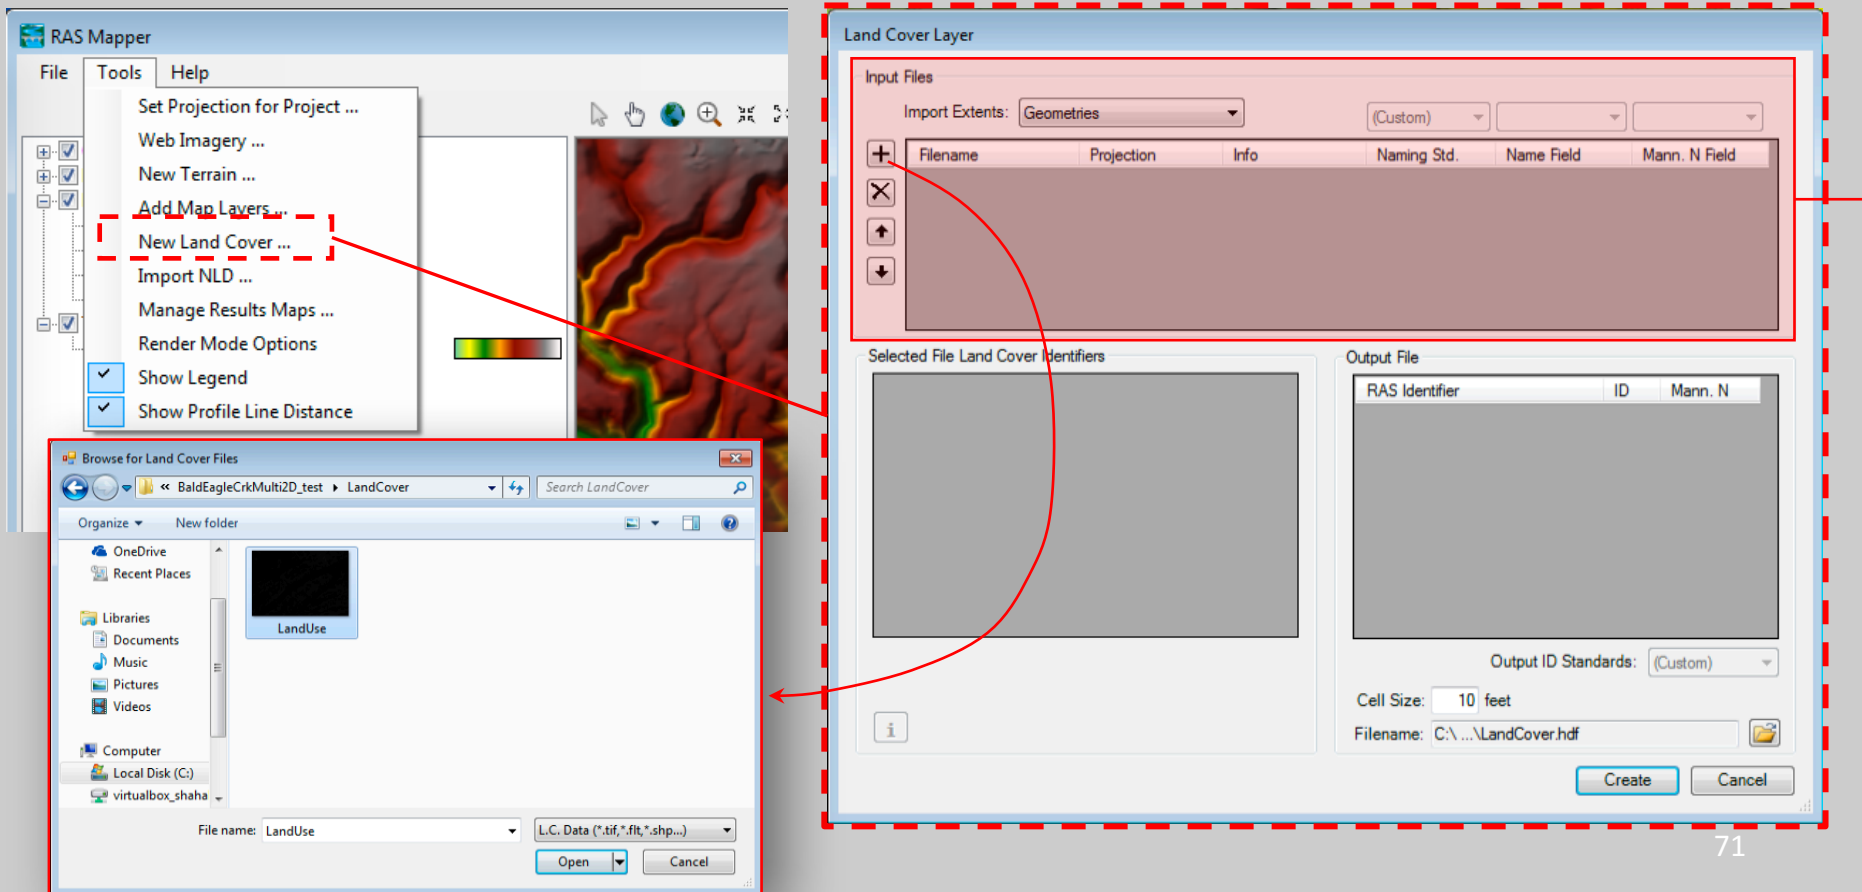 RAS Mapper
File Tools Help
Set Projection for Project ...
Web Imagery ...
New Terrain ...
Add Map Layers ...
New Land Cover ...
Import NLD ...
Manage Results Maps ...
Render Mode Options
Show Legend
Show Profile Line Distance
Browse for Land Cover Files
« BaldEagleCrkMulti2D_test LandCover Search LandCover
Organize New folder
OneDrive
Recent Places
Libraries
Documents
Music
Pictures
Videos
Computer
Local Disk (C:)
virtualbox_shaha
LandUse
File name: LandUse L.C. Data (*.tif,*.flt,*.shp...)
Open Cancel
Land Cover Layer
Input Files
Import Extents: Geometries (Custom)
Filename Projection Info Naming Std. Name Field Mann. N Field
Selected File Land Cover Identifiers
Output File
RAS Identifier ID Mann. N
Output ID Standards: (Custom)
Cell Size: 10 feet
Filename: C:\ ...\LandCover.hdf
Create Cancel
71